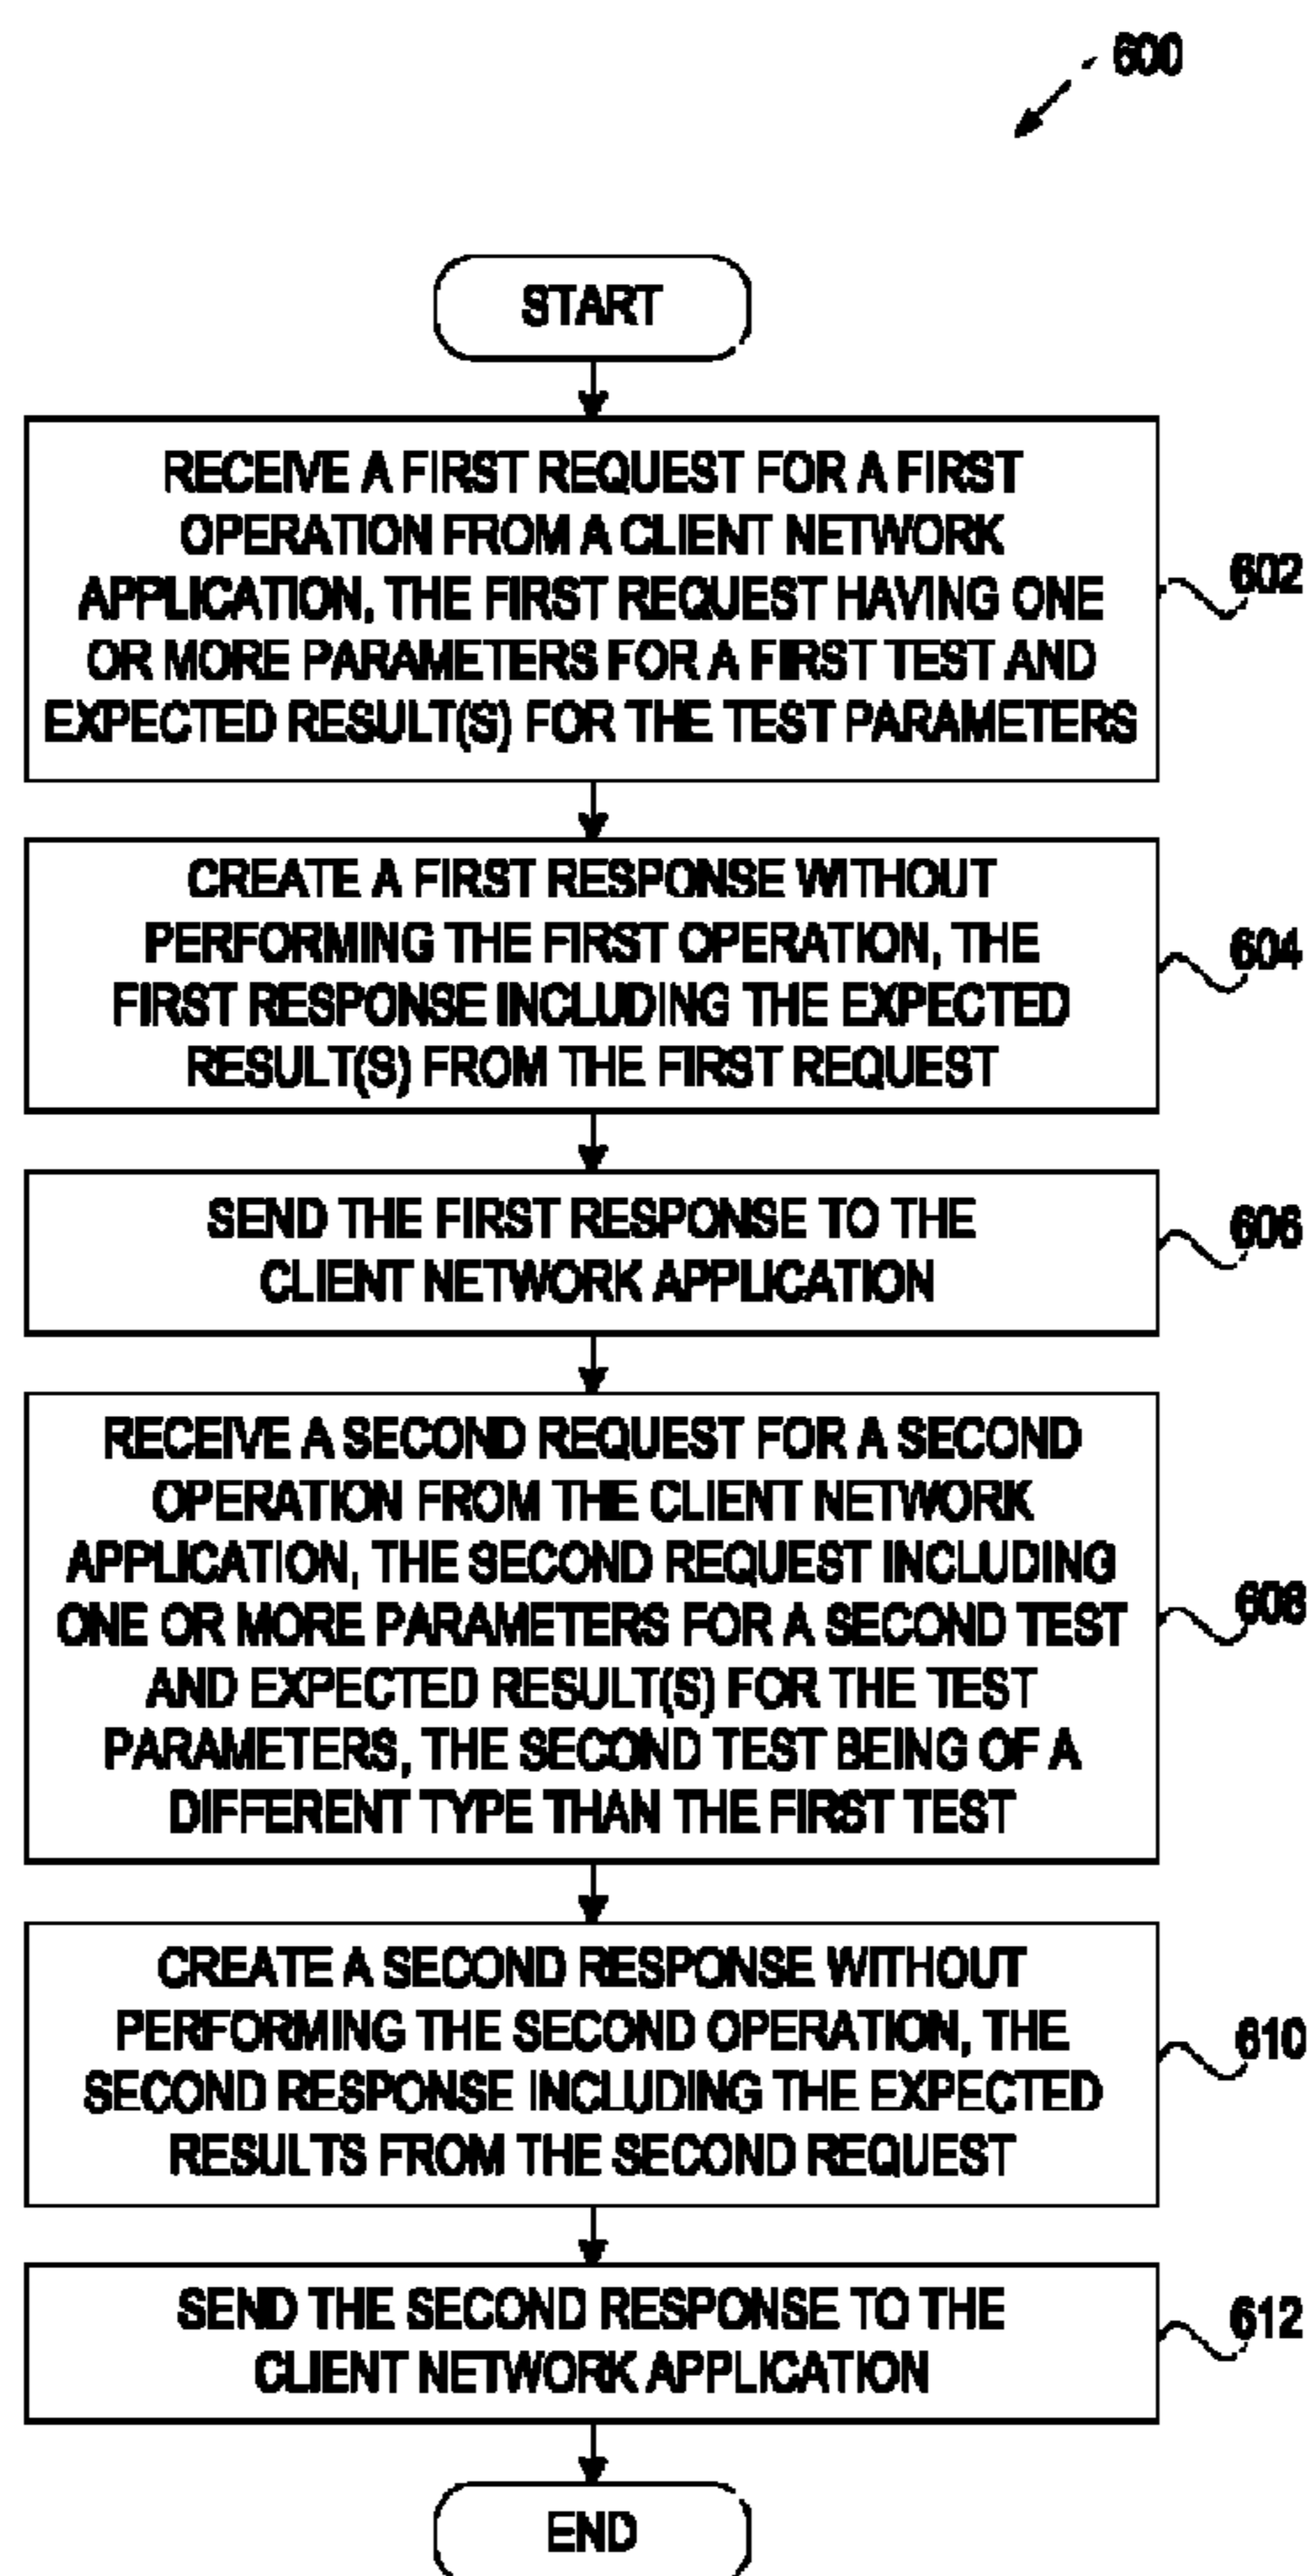 600
START
RECEIVE A FIRST REQUEST FOR A FIRST
OPERATION FROM A CLIENT NETWORK
APPLICATION, THE FIRST REQUEST HAVING ONE
OR MORE PARAMETERS FOR A FIRST TEST AND
EXPECTED RESULT(S) FOR THE TEST PARAMETERS
602
CREATE A FIRST RESPONSE WITHOUT
PERFORMING THE FIRST OPERATION, THE
FIRST RESPONSE INCLUDING THE EXPECTED
RESULT(S) FROM THE FIRST REQUEST
604
SEND THE FIRST RESPONSE TO THE
CLIENT NETWORK APPLICATION
606
RECEIVE A SECOND REQUEST FOR A SECOND
OPERATION FROM THE CLIENT NETWORK
APPLICATION, THE SECOND REQUEST INCLUDING
ONE OR MORE PARAMETERS FOR A SECOND TEST
AND EXPECTED RESULT(S) FOR THE TEST
PARAMETERS, THE SECOND TEST BEING OF A
DIFFERENT TYPE THAN THE FIRST TEST
608
CREATE A SECOND RESPONSE WITHOUT
PERFORMING THE SECOND OPERATION, THE
SECOND RESPONSE INCLUDING THE EXPECTED
RESULTS FROM THE SECOND REQUEST
610
SEND THE SECOND RESPONSE TO THE
CLIENT NETWORK APPLICATION
612
END